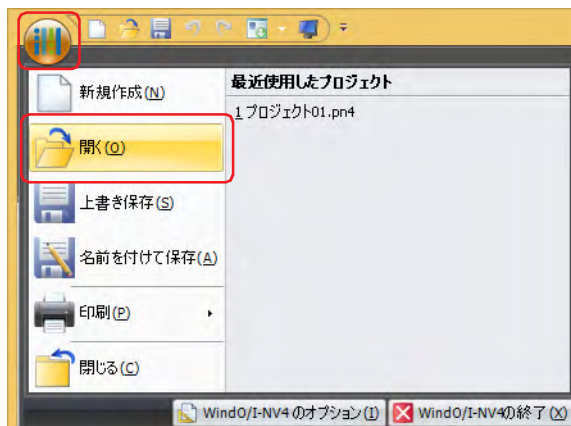 新規作成(N)
開く(O)
上書き保存(S)
名前を付けて保存(A)
印刷(P)
閉じる(C)
最近使用したプロジェクト
1 プロジェクト01.pn4
WindO/I-NV4 のオプション(I)
WindO/I-NV4の終了(X)